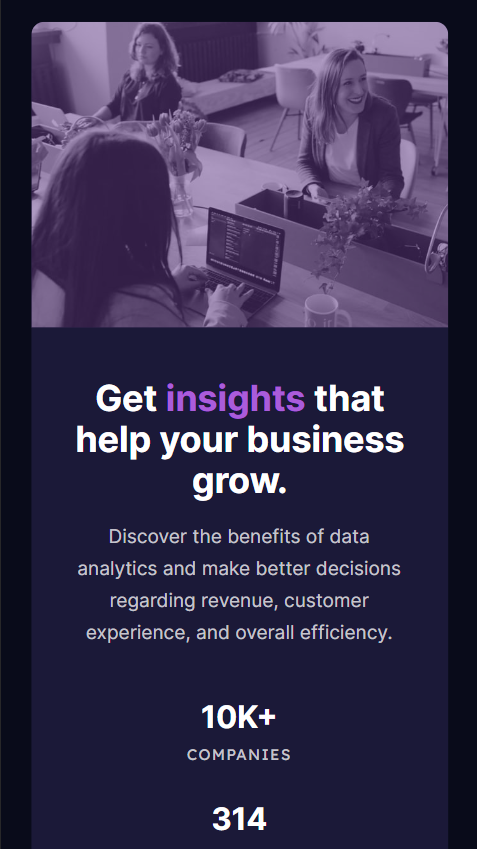 Get insights that
help your business
grow.
Discover the benefits of data
analytics and make better decisions
regarding revenue, customer
experience, and overall efficiency.
10K+
COMPANIES
314